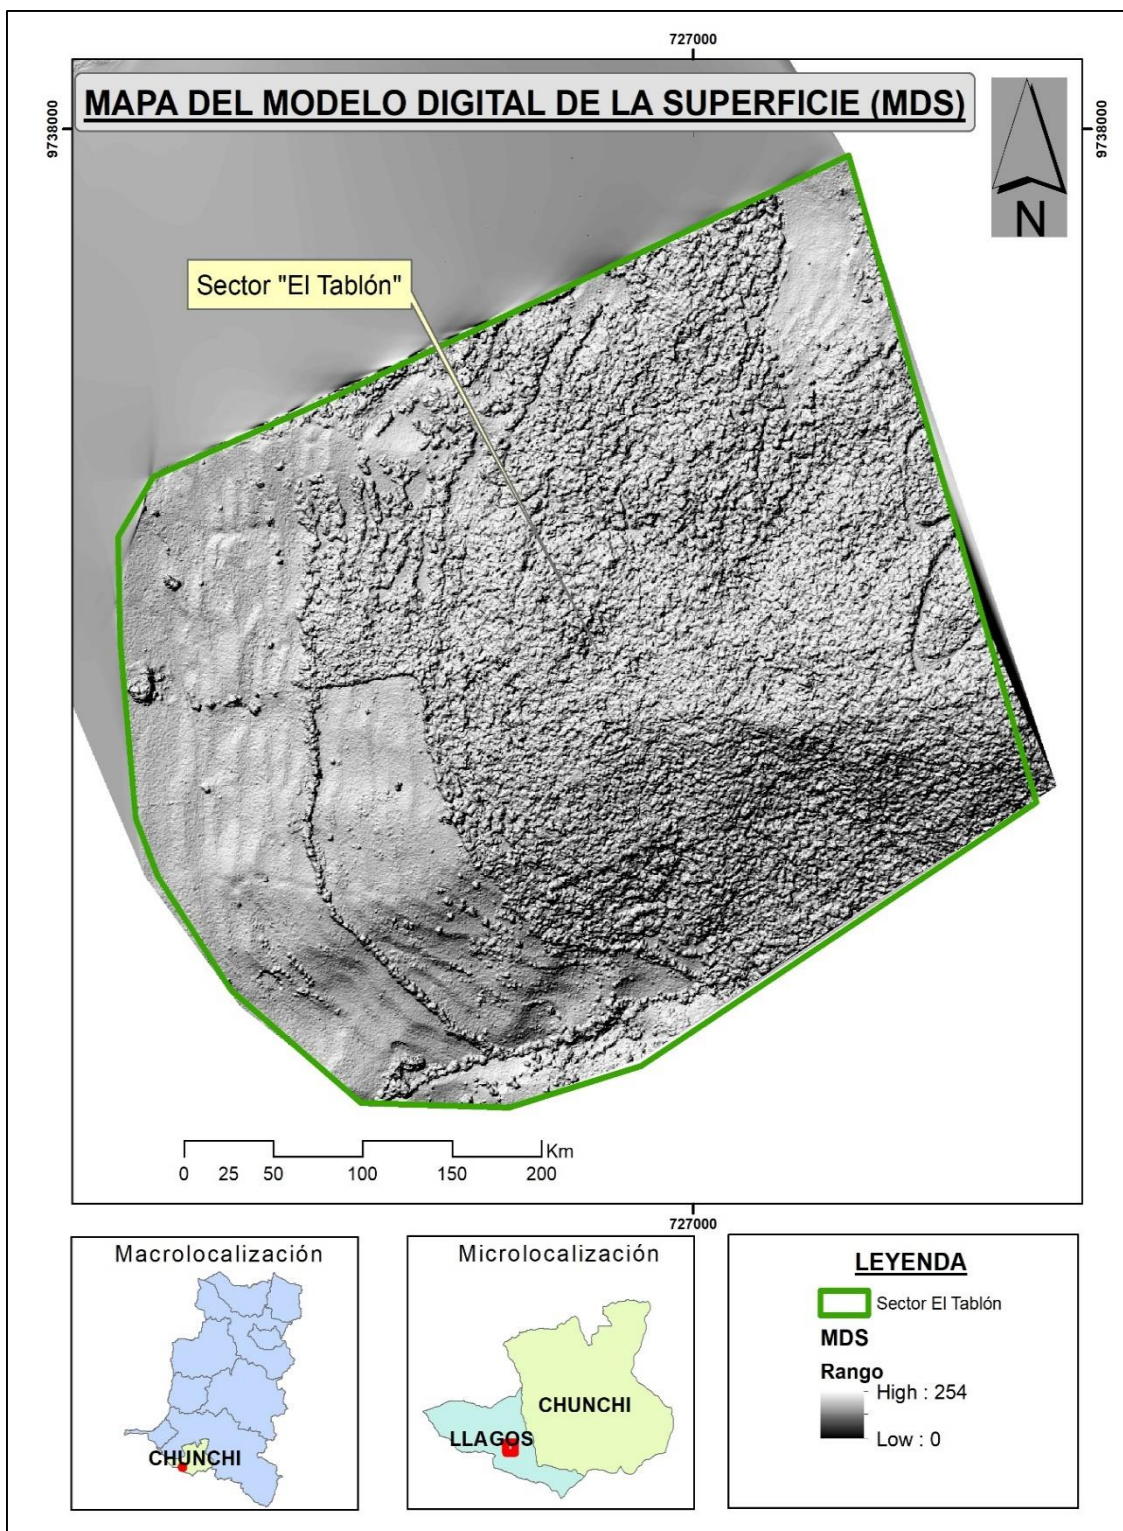 727000
MAPA DEL MODELO DIGITAL DE LA SUPERFICIE (MDS)
9738000
9738000
N
Sector "El Tablón"
Km
0 25 50 100 150 200
727000
Macrolocalización
CHUNCHI
Microlocalización
CHUNCHI
LLAGOS
LEYENDA
Sector El Tablón
MDS
Rango
High : 254
Low : 0